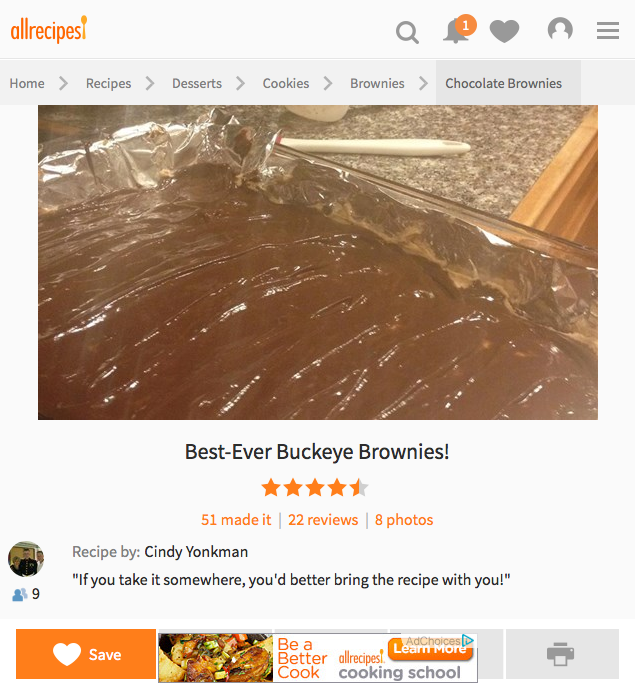 allrecipes
1
Home Recipes Desserts Cookies Brownies Chocolate Brownies
Best-Ever Buckeye Brownies!
51 made it | 22 reviews | 8 photos
Recipe by: Cindy Yonkman
9
"If you take it somewhere, you'd better bring the recipe with you!"
Save
Be a
Better
Cook
allrecipes
cooking school
AdChoices
Learn More